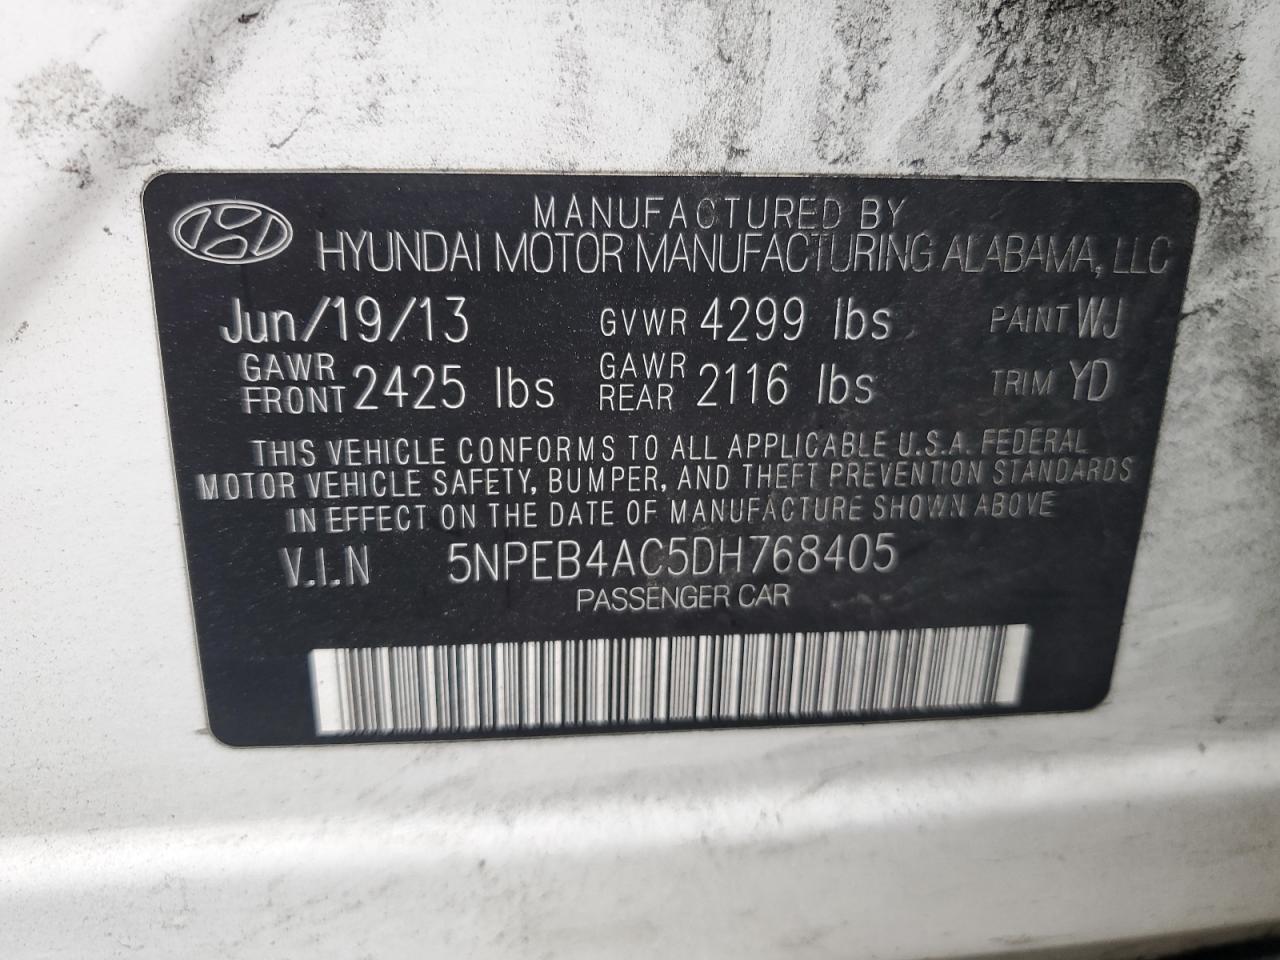 MANUFACTURED BY
HYUNDAI MOTOR MANUFACTURING ALABAMA, LLC
Jun/19/13 GVWR 4299 lbs PAINT WJ
GAWR FRONT 2425 lbs GAWR REAR 2116 lbs TRIM YD
THIS VEHICLE CONFORMS TO ALL APPLICABLE U.S.A. FEDERAL
MOTOR VEHICLE SAFETY, BUMPER, AND THEFT PREVENTION STANDARDS
IN EFFECT ON THE DATE OF MANUFACTURE SHOWN ABOVE
V.I.N 5NPEB4AC5DH768405
PASSENGER CAR